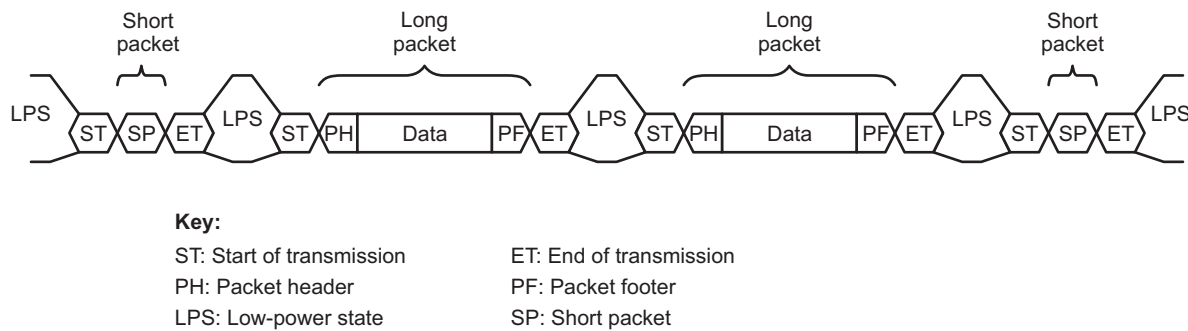 Short packet
Long packet
Long packet
Short packet
LPS ST SP ET LPS ST PH Data PF ET LPS ST PH Data PF ET LPS ST SP ET LPS
Key:
ST: Start of transmission
ET: End of transmission
PH: Packet header
PF: Packet footer
LPS: Low-power state
SP: Short packet